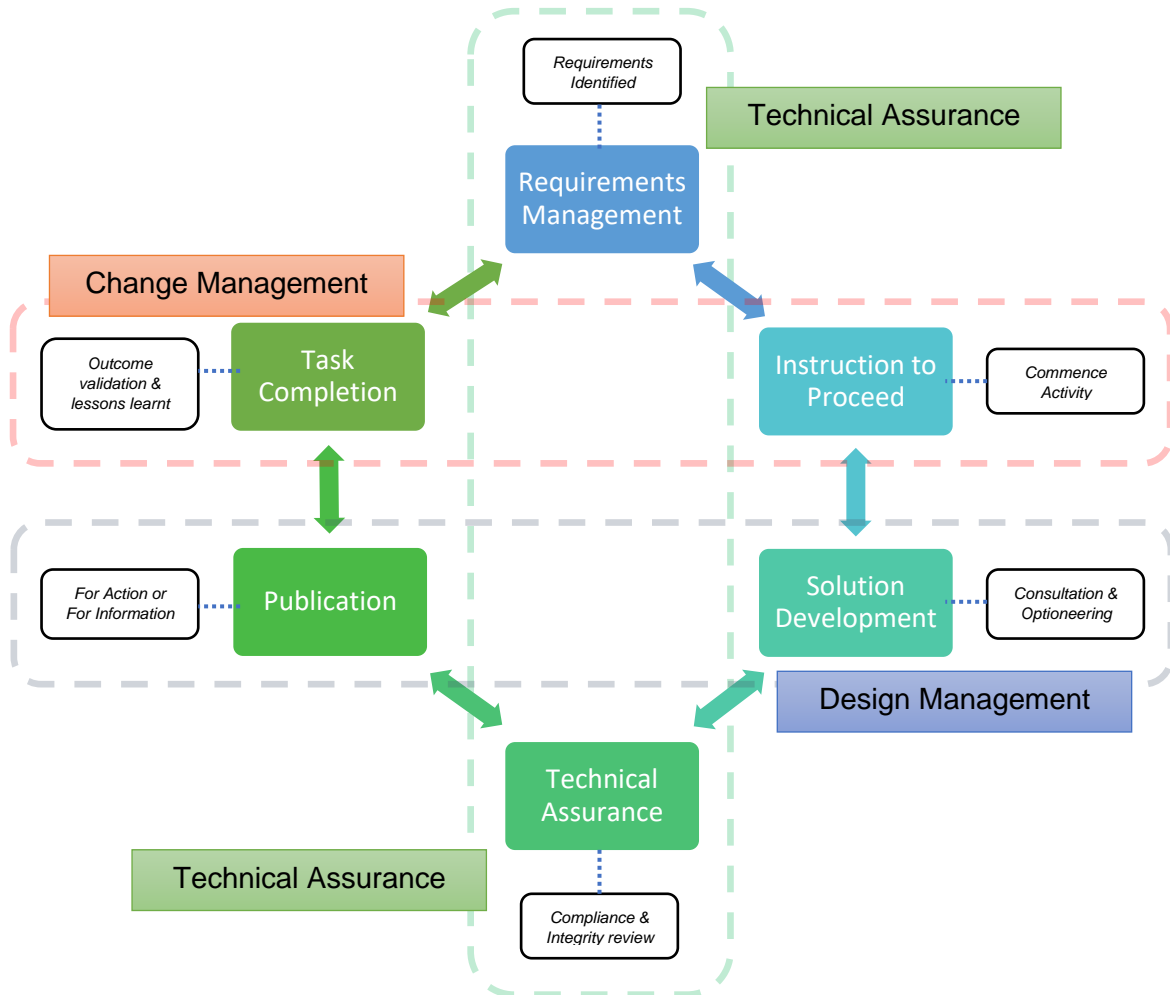 Requirements
Identified
Technical Assurance
Requirements
Management
Change Management
Outcome
validation &
lessons learnt
Task
Completion
Instruction to
Proceed
Commence
Activity
For Action or
For Information
Publication
Solution
Development
Consultation &
Optioneering
Design Management
Technical
Assurance
Technical Assurance
Compliance &
Integrity review